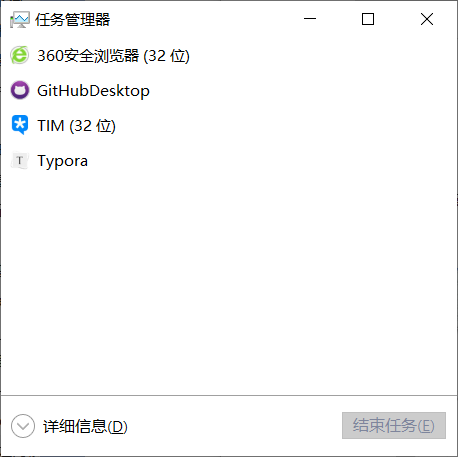 任务管理器
360安全浏览器 (32 位)
GitHubDesktop
TIM (32 位)
T Typora
详细信息(D)
结束任务(E)